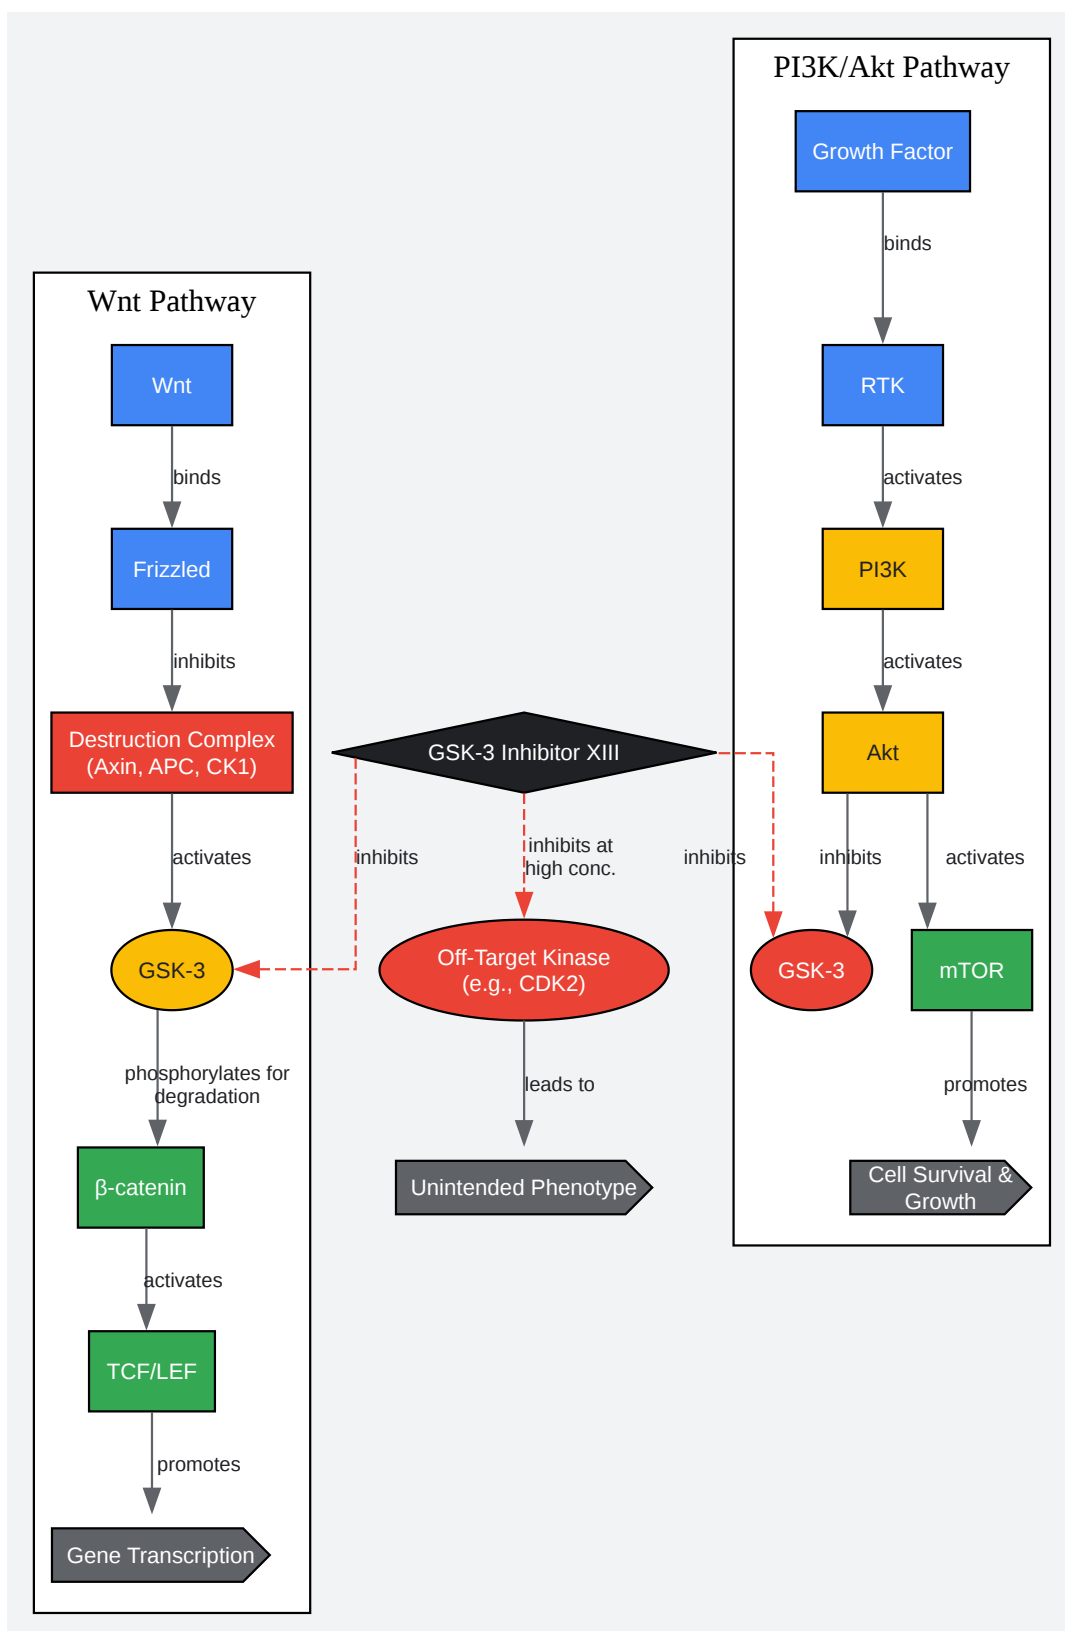 PI3K/Akt Pathway
Growth Factor
binds
Wnt Pathway
Wnt
RTK
binds
activates
Frizzled
PI3K
inhibits
activates
Destruction Complex
(Axin, APC, CK1)
GSK-3 Inhibitor XIII
Akt
activates
inhibits
inhibits at
high conc.
inhibits
inhibits
activates
GSK-3
Off-Target Kinase
(e.g., CDK2)
GSK-3
mTOR
phosphorylates for
degradation
leads to
promotes
β-catenin
Unintended Phenotype
Cell Survival &
Growth
activates
TCF/LEF
promotes
Gene Transcription